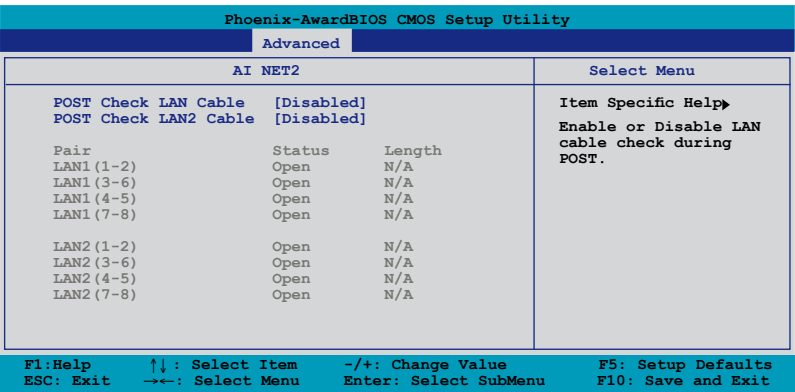 Phoenix-AwardBIOS CMOS Setup Utility
Advanced
AI NET2
Select Menu
POST Check LAN Cable [Disabled]
POST Check LAN2 Cable [Disabled]
Pair Status Length
LAN1(1-2) Open N/A
LAN1(3-6) Open N/A
LAN1(4-5) Open N/A
LAN1(7-8) Open N/A
LAN2(1-2) Open N/A
LAN2(3-6) Open N/A
LAN2(4-5) Open N/A
LAN2(7-8) Open N/A
Item Specific Help▶
Enable or Disable LAN
cable check during
POST.
F1:Help ↑↓: Select Item -/+: Change Value F5: Setup Defaults
ESC: Exit →←: Select Menu Enter: Select SubMenu F10: Save and Exit